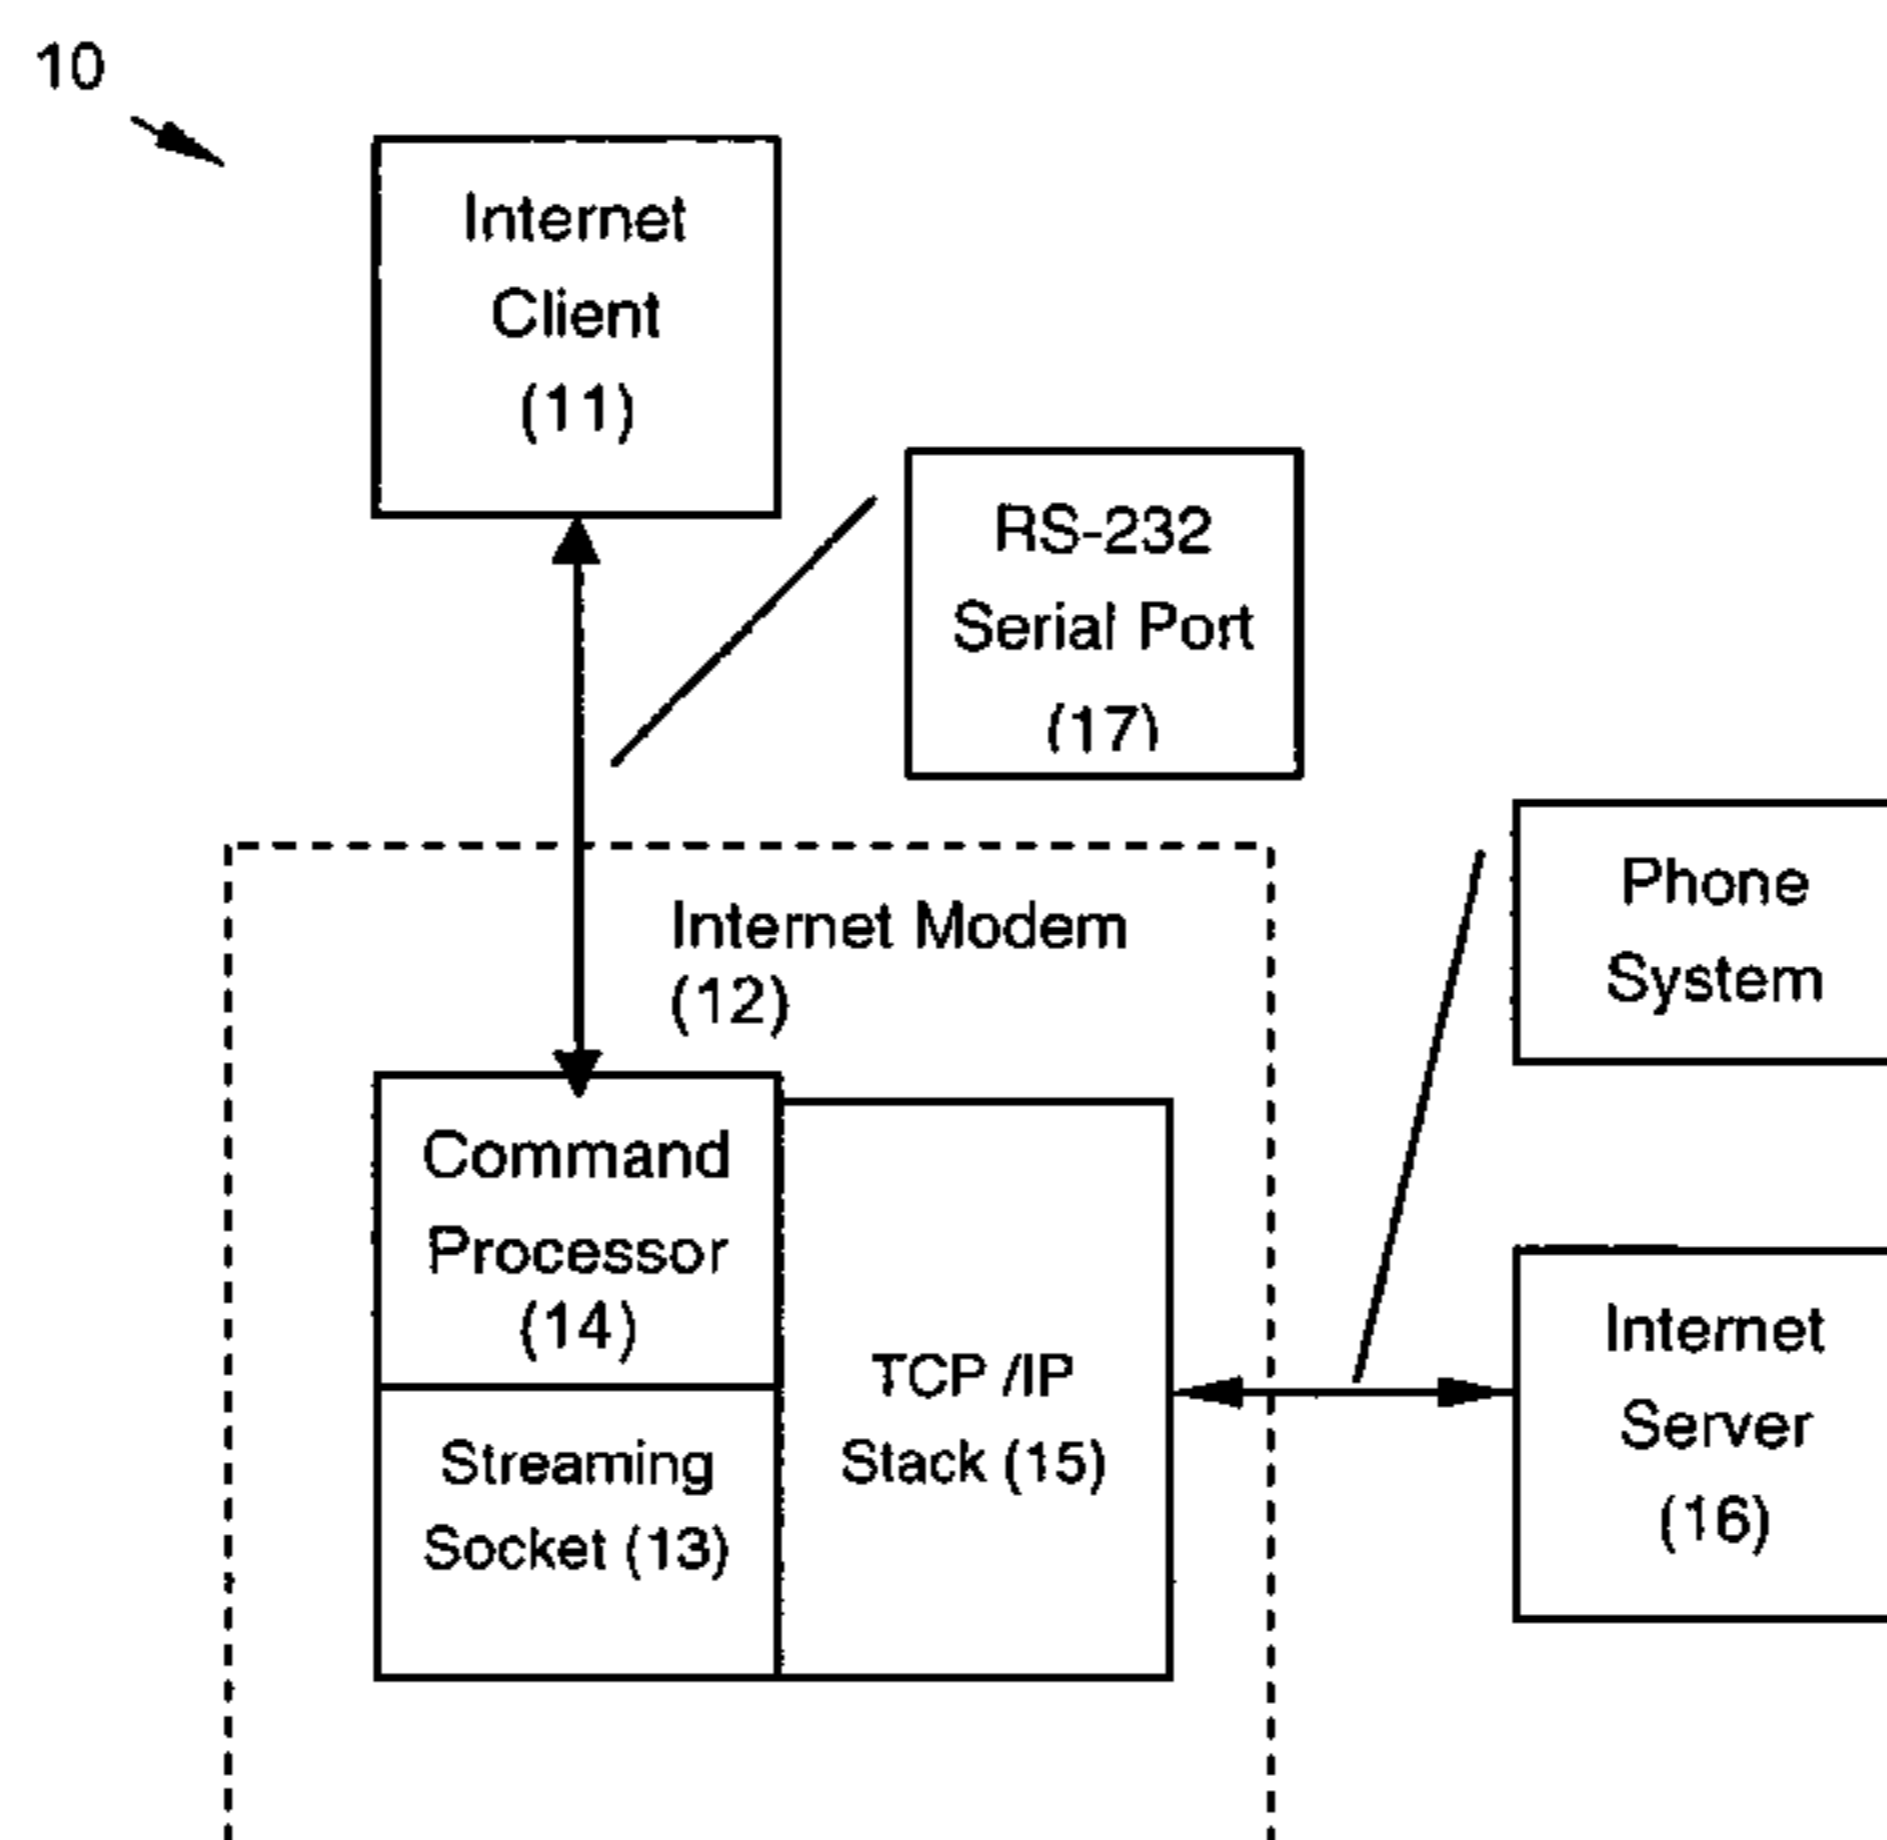 10
Internet
Client
(11)
RS-232
Serial Port
(17)
Internet Modem
(12)
Phone
System
Command
Processor
(14)
Streaming
Socket (13)
TCP /IP
Stack (15)
Internet
Server
(16)